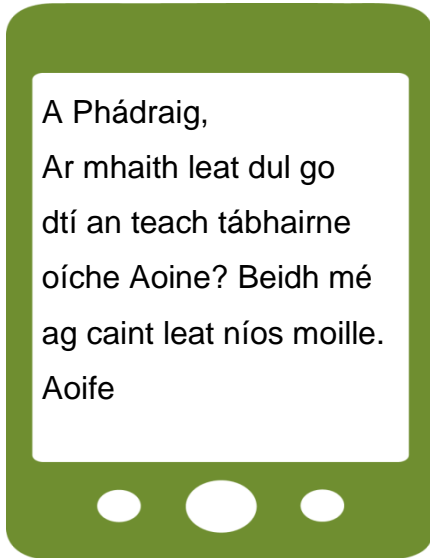 A Phádraig,
Ar mhaith leat dul go
dtí an teach tábhairne
oíche Aoine? Beidh mé
ag caint leat níos moille.
Aoife